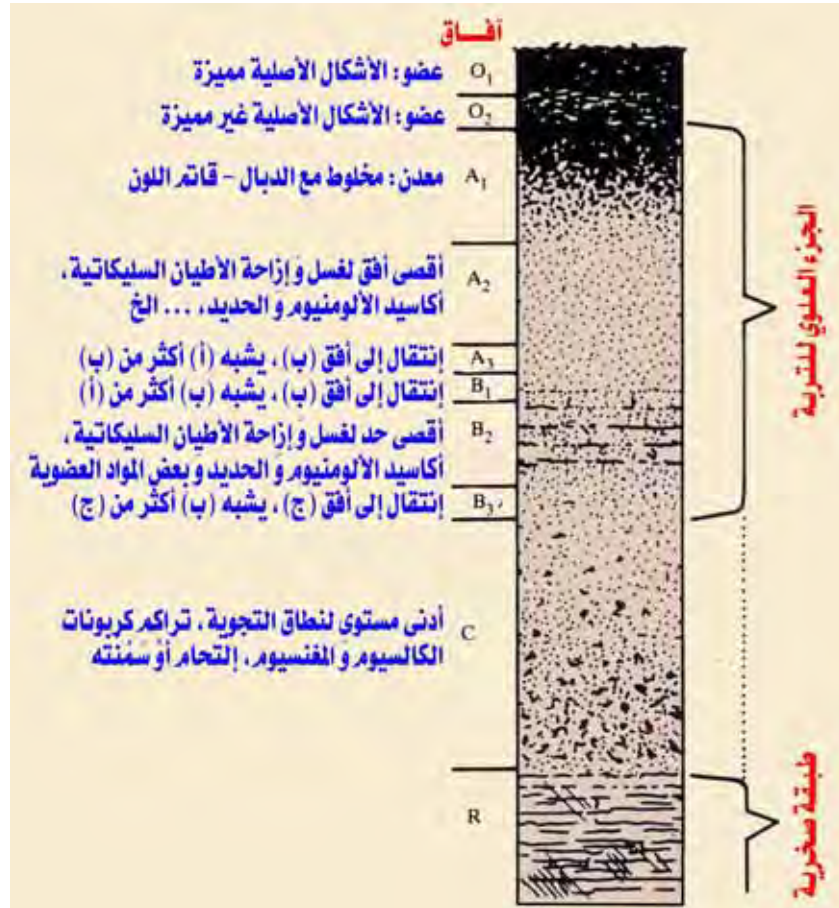 آفـــاق
O1 عضو: الأشكال الأصلية مميزة
O2 عضو: الأشكال الأصلية غير مميزة
A1 معدن: مخلوط مع الدبال - قاتم اللون
A2 أقصى أفق لغسل وَإزاحة الأطيان السليكاتية،
أكاسيد الألومنيوم وَ الحديد، ... الخ
A3 إنتقال إلى أفق (ب)، يشبه (أ) أكثر من (ب)
B1 إنتقال إلى أفق (ب)، يشبه (ب) أكثر من (أ)
B2 أقصى حد لغسل وَإزاحة الأطيان السليكاتية،
أكاسيد الألومنيوم وَ الحديد و بعض المواد العضوية
B3 إنتقال إلى أفق (ج)، يشبه (ب) أكثر من (ج)
C أدنى مستوى لنطاق التجوية، تراكم كربونات
الكالسيوم وَ المغنسيوم، إلتحام أوْ سَمْنته
R
الجزء العلوي للتربة
طبقة صخرية